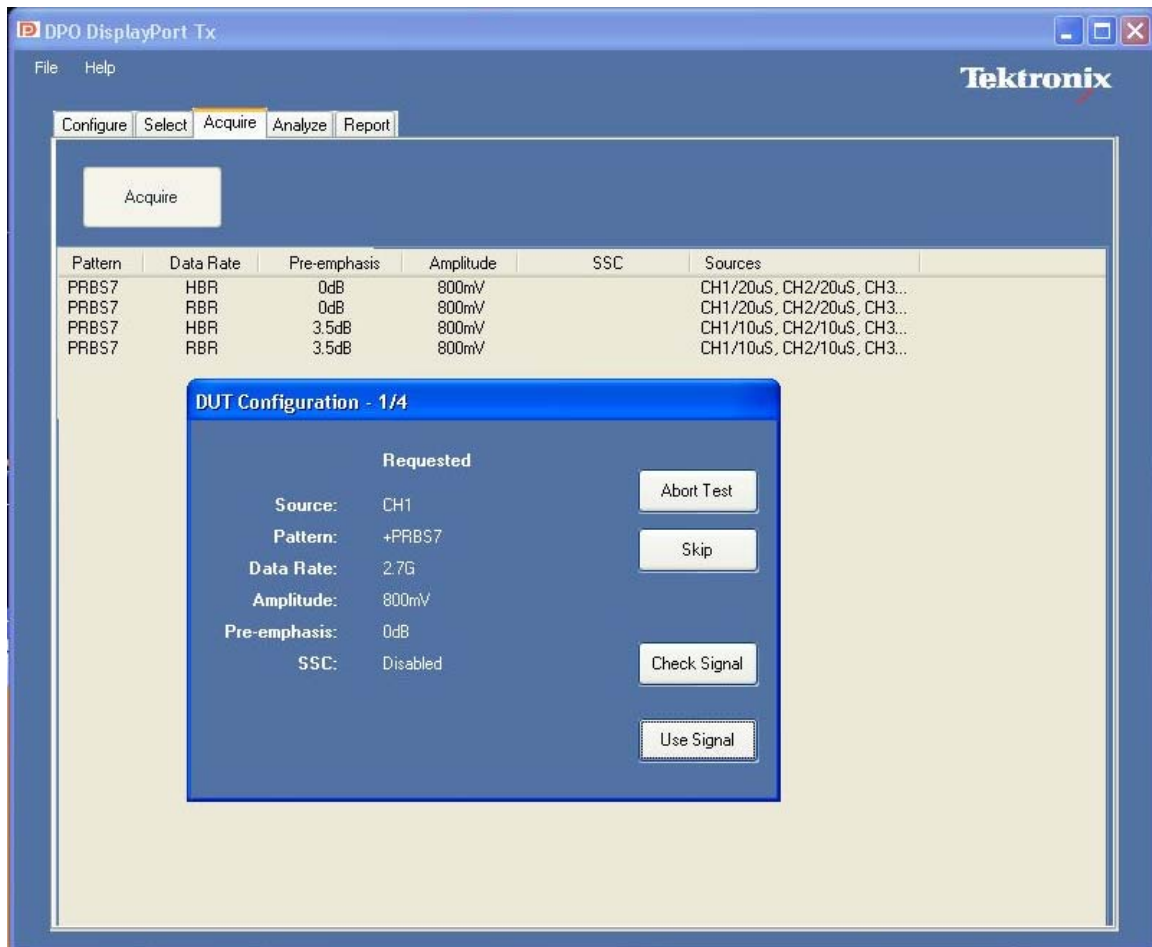 DPO DisplayPort Tx
File Help
Tektronix
Configure Select Acquire Analyze Report
Acquire
Pattern Data Rate Pre-emphasis Amplitude SSC Sources
PRBS7 HBR 0dB 800mV CH1/20uS, CH2/20uS, CH3...
PRBS7 RBR 0dB 800mV CH1/20uS, CH2/20uS, CH3...
PRBS7 HBR 3.5dB 800mV CH1/10uS, CH2/10uS, CH3...
PRBS7 RBR 3.5dB 800mV CH1/10uS, CH2/10uS, CH3...
DUT Configuration - 1/4
Requested
Source: CH1
Pattern: +PRBS7
Data Rate: 2.7G
Amplitude: 800mV
Pre-emphasis: 0dB
SSC: Disabled
Abort Test
Skip
Check Signal
Use Signal